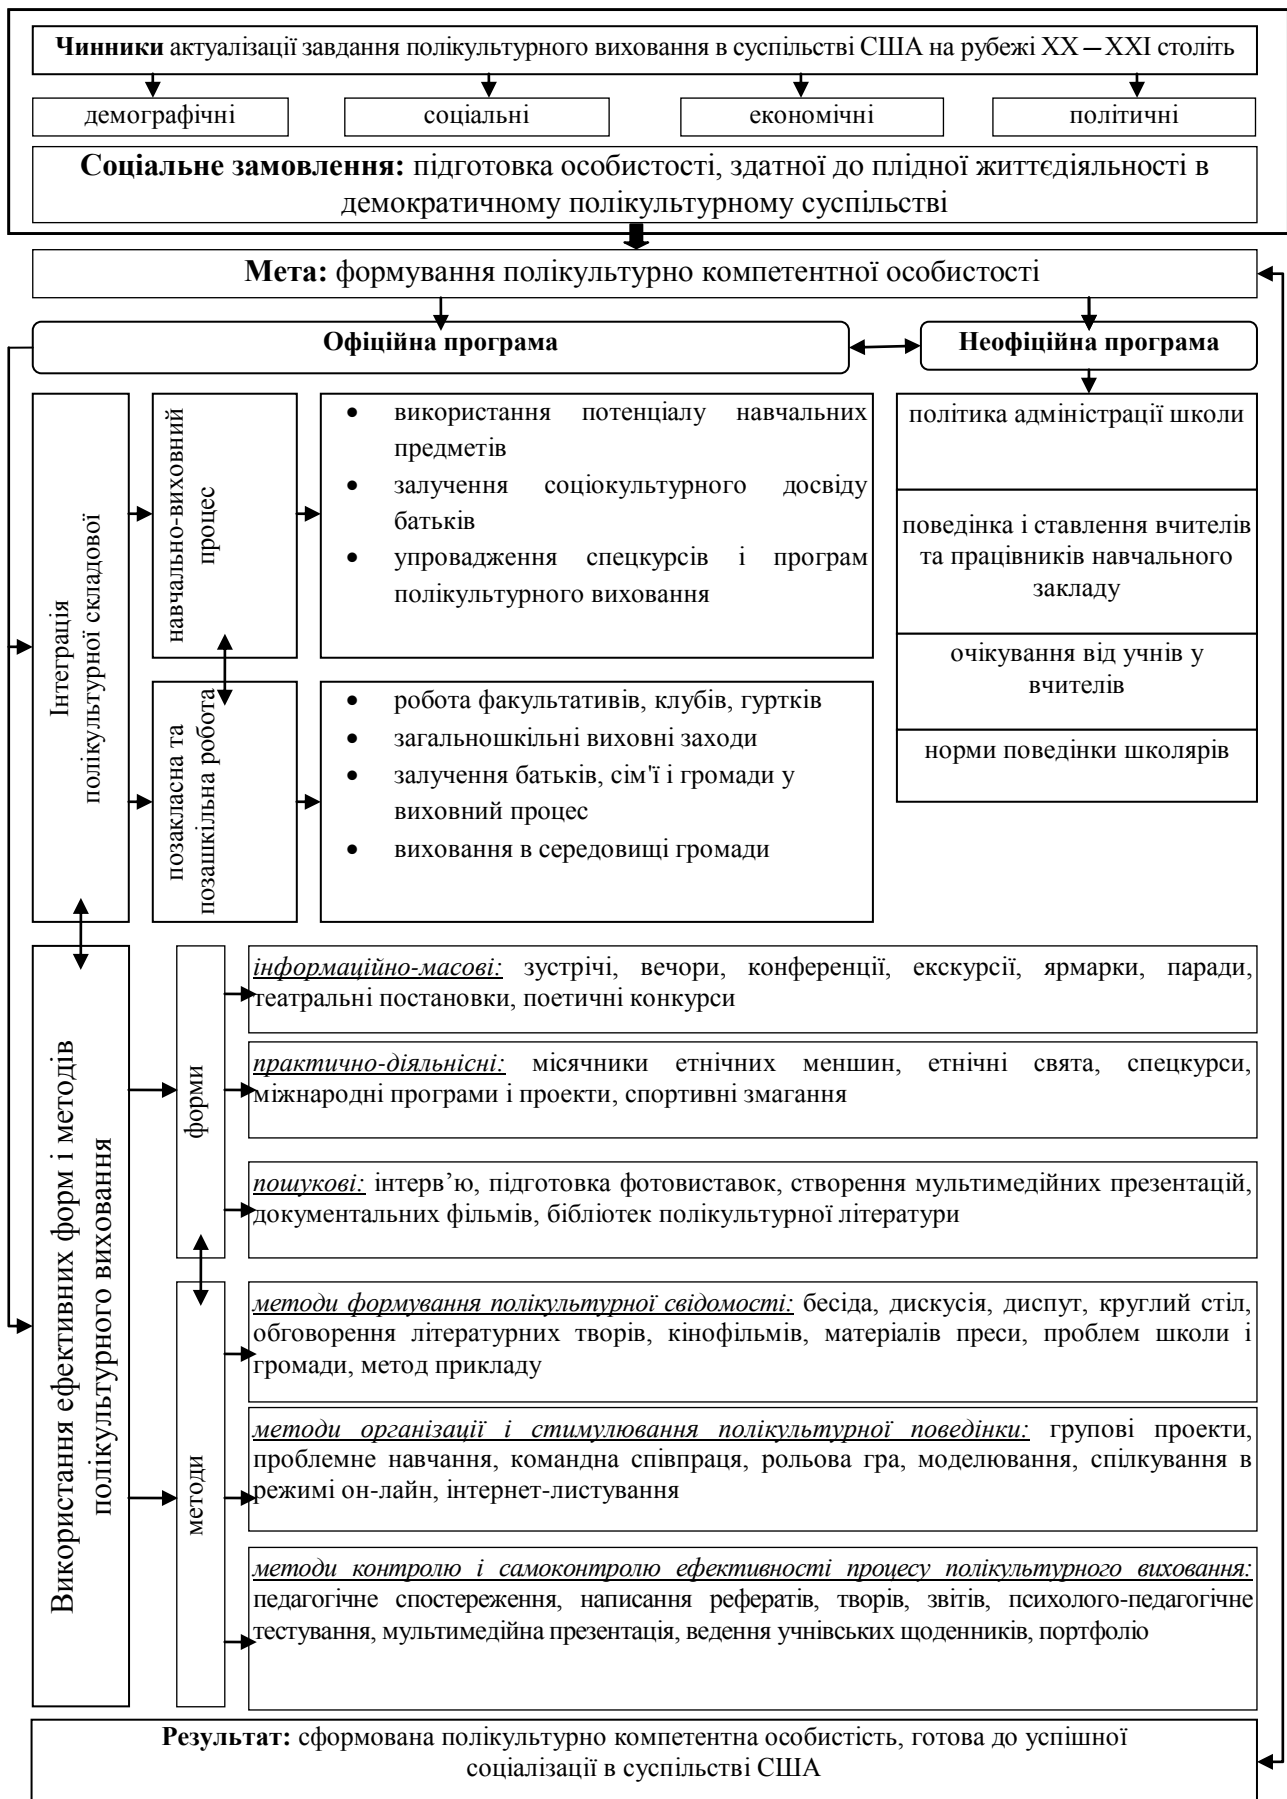 Чинники актуалізації завдання полікультурного виховання в суспільстві США на рубежі ХХ – ХХІ століть
демографічні
соціальні
економічні
політичні
Соціальне замовлення: підготовка особистості, здатної до плідної життєдіяльності в
демократичному полікультурному суспільстві
Мета: формування полікультурно компетентної особистості
Офіційна програма
Неофіційна програма
Інтеграція
полікультурної складової
навчально-виховний
процес
• використання потенціалу навчальних
предметів
• залучення соціокультурного досвіду
батьків
• упровадження спецкурсів і програм
полікультурного виховання
позакласна та
позашкільна робота
• робота факультативів, клубів, гуртків
• загальношкільні виховні заходи
• залучення батьків, сім'ї і громади у
виховний процес
• виховання в середовищі громади
політика адміністрації школи
поведінка і ставлення вчителів
та працівників навчального
закладу
очікування від учнів у
вчителів
норми поведінки школярів
Використання ефективних форм і методів
полікультурного виховання
форми
інформаційно-масові: зустрічі, вечори, конференції, екскурсії, ярмарки, паради,
театральні постановки, поетичні конкурси
практично-діяльнісні: місячники етнічних меншин, етнічні свята, спецкурси,
міжнародні програми і проекти, спортивні змагання
пошукові: інтерв’ю, підготовка фотовиставок, створення мультимедійних презентацій,
документальних фільмів, бібліотек полікультурної літератури
методи
методи формування полікультурної свідомості: бесіда, дискусія, диспут, круглий стіл,
обговорення літературних творів, кінофільмів, матеріалів преси, проблем школи і
громади, метод прикладу
методи організації і стимулювання полікультурної поведінки: групові проекти,
проблемне навчання, командна співпраця, рольова гра, моделювання, спілкування в
режимі он-лайн, інтернет-листування
методи контролю і самоконтролю ефективності процесу полікультурного виховання:
педагогічне спостереження, написання рефератів, творів, звітів, психолого-педагогічне
тестування, мультимедійна презентація, ведення учнівських щоденників, портфоліо
Результат: сформована полікультурно компетентна особистість, готова до успішної
соціалізації в суспільстві США